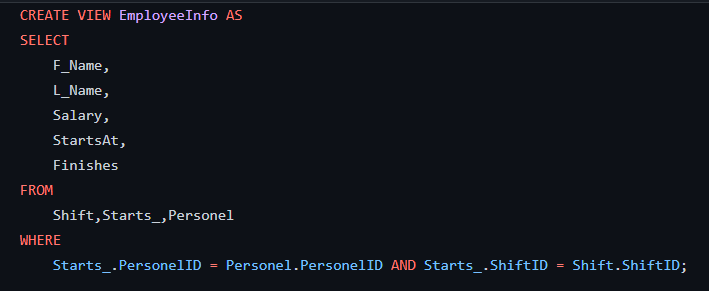 CREATE VIEW EmployeeInfo AS
SELECT
F_Name,
L_Name,
Salary,
StartsAt,
Finishes
FROM
Shift,Starts_,Personel
WHERE
Starts_.PersonelID = Personel.PersonelID AND Starts_.ShiftID = Shift.ShiftID;